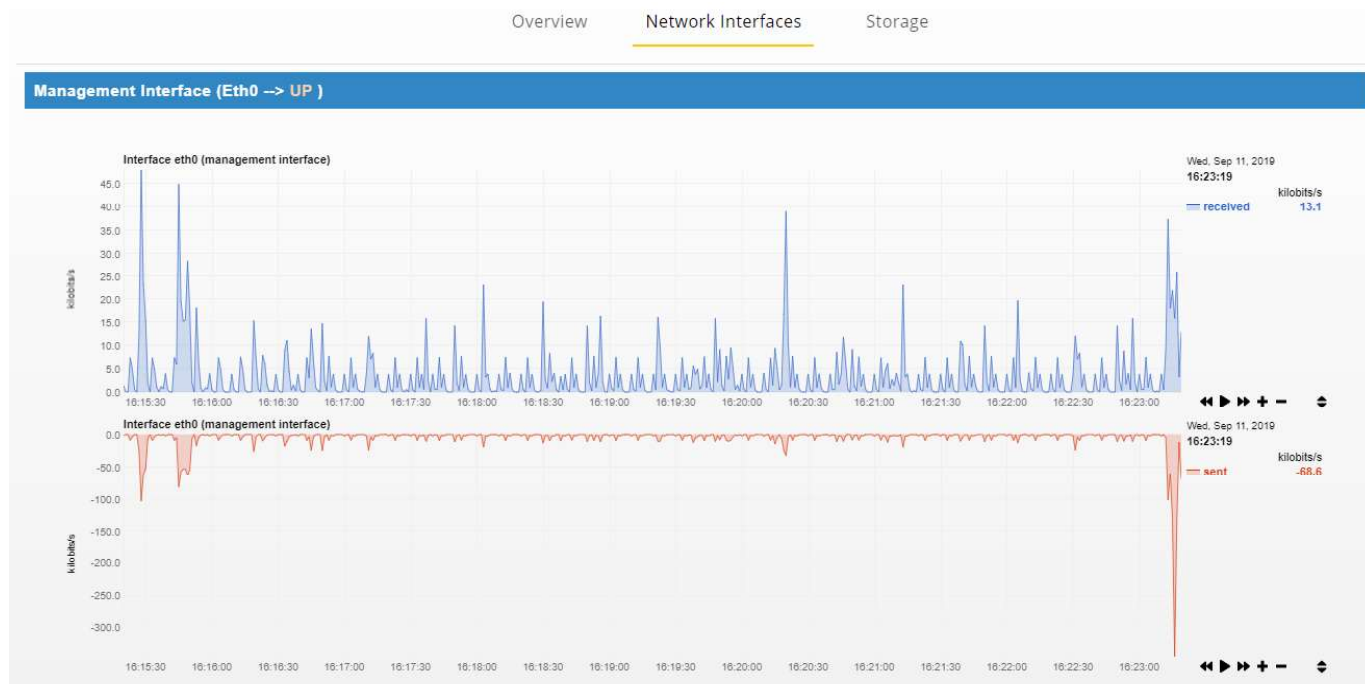 Overview Network Interfaces Storage
Management Interface (Eth0 --> UP )
Interface eth0 (management interface)
Wed, Sep 11, 2019
16:23:19
kilobits/s
received 13.1
45.0
40.0
35.0
30.0
25.0
20.0
15.0
10.0
5.0
0.0
kilobits/s
16:15:30 16:16:00 16:16:30 16:17:00 16:17:30 16:18:00 16:18:30 16:19:00 16:19:30 16:20:00 16:20:30 16:21:00 16:21:30 16:22:00 16:22:30 16:23:00
Interface eth0 (management interface)
Wed, Sep 11, 2019
16:23:19
kilobits/s
sent -68.6
0.0
-50.0
-100.0
-150.0
-200.0
-250.0
-300.0
kilobits/s
16:15:30 16:16:00 16:16:30 16:17:00 16:17:30 16:18:00 16:18:30 16:19:00 16:19:30 16:20:00 16:20:30 16:21:00 16:21:30 16:22:00 16:22:30 16:23:00